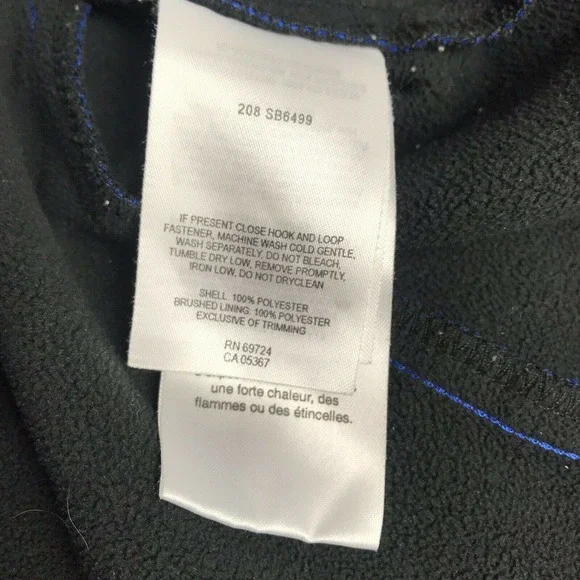 208 SB6499
IF PRESENT CLOSE HOOK AND LOOP
FASTENER, MACHINE WASH COLD GENTLE,
WASH SEPARATELY, DO NOT BLEACH,
TUMBLE DRY LOW, REMOVE PROMPTLY,
IRON LOW, DO NOT DRYCLEAN
SHELL: 100% POLYESTER
BRUSHED LINING: 100% POLYESTER
EXCLUSIVE OF TRIMMING
RN 69724
CA 05367
une forte chaleur, des
flammes ou des étincelles.